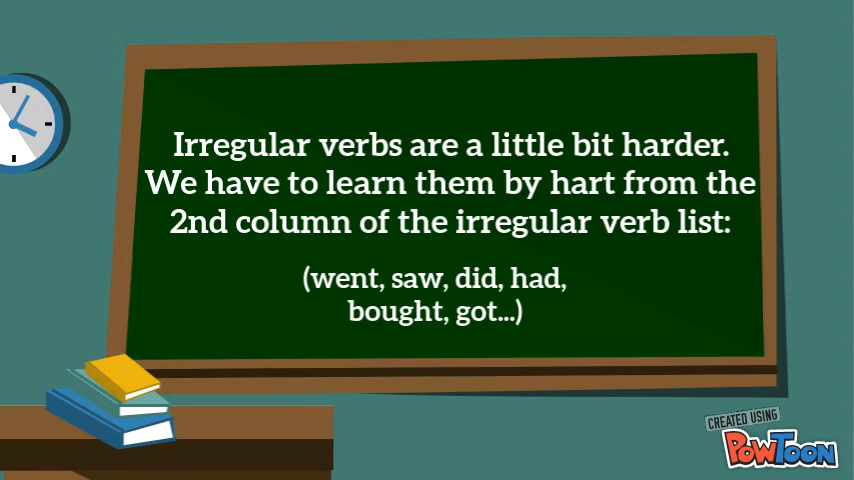 Irregular verbs are a little bit harder.
We have to learn them by hart from the
2nd column of the irregular verb list:
(went, saw, did, had,
bought, got...)
CREATED USING
POWTOON